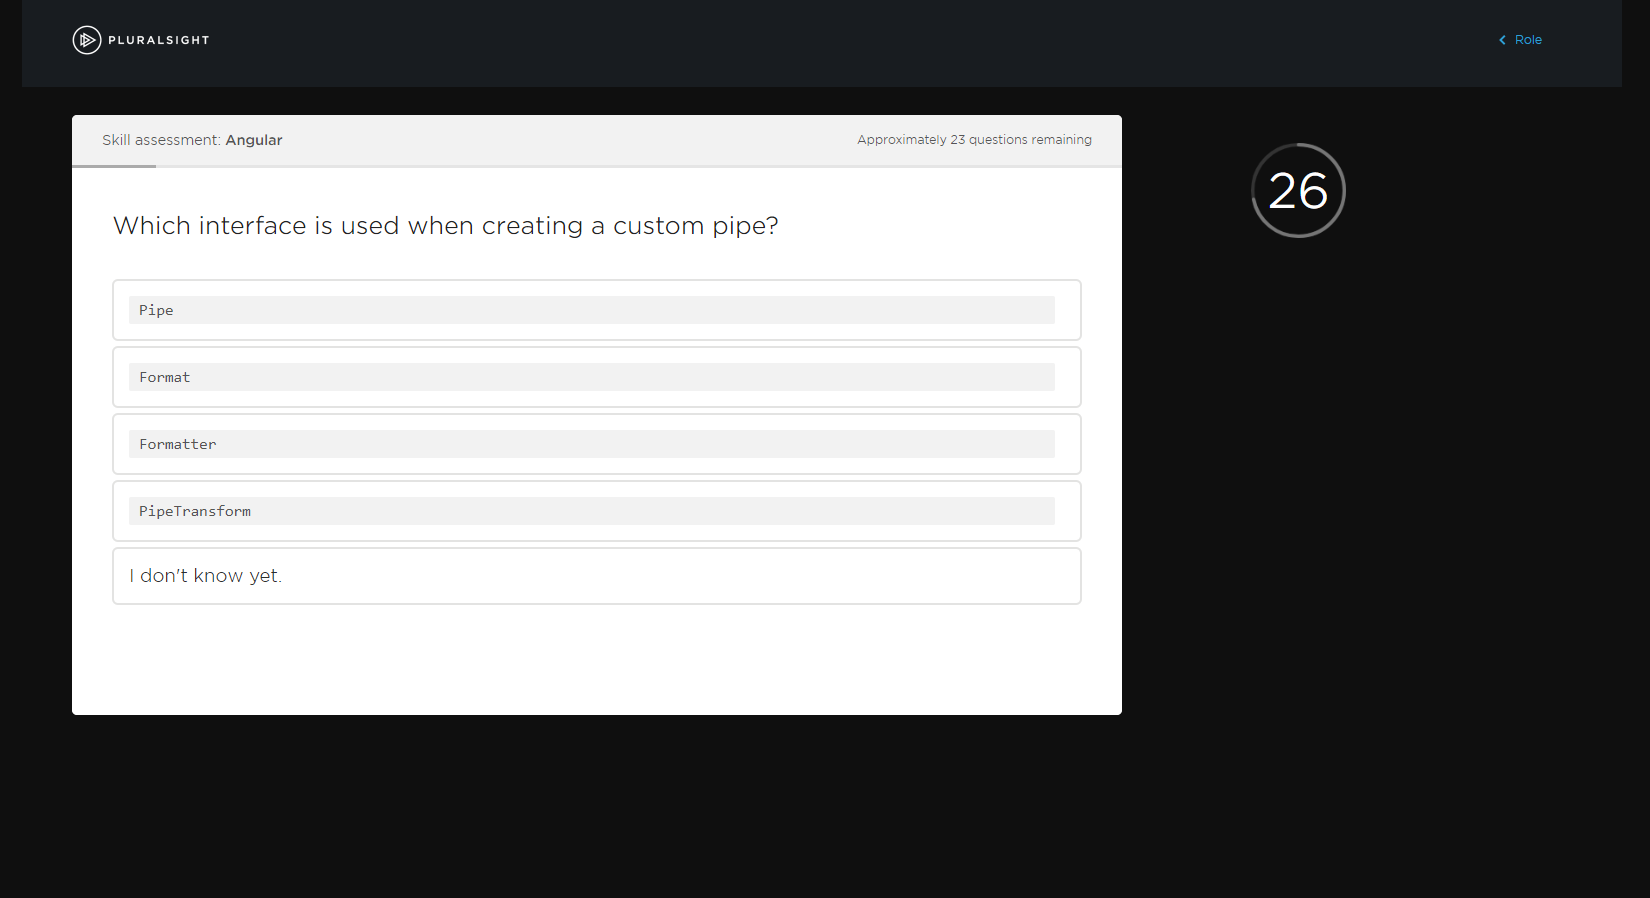 PLURALSIGHT
Role
Skill assessment: Angular
Approximately 23 questions remaining
26
Which interface is used when creating a custom pipe?
Pipe
Format
Formatter
PipeTransform
I don't know yet.